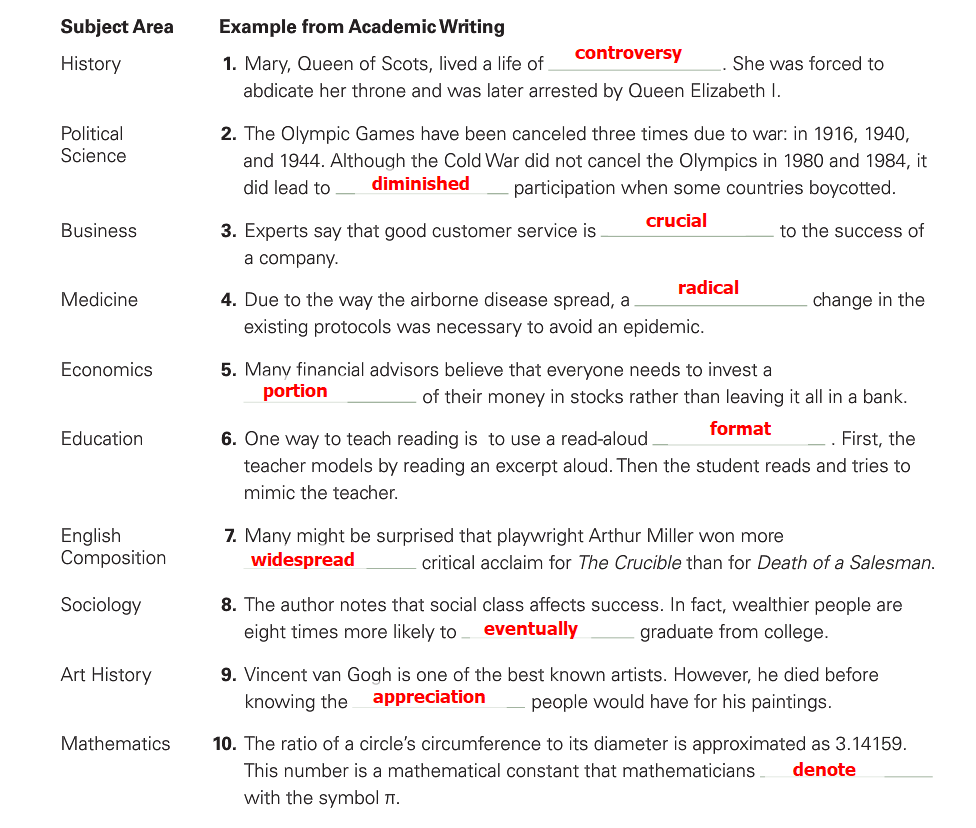 Subject Area Example from Academic Writing
History 1. Mary, Queen of Scots, lived a life of controversy. She was forced to
abdicate her throne and was later arrested by Queen Elizabeth I.
Political 2. The Olympic Games have been canceled three times due to war: in 1916, 1940,
Science and 1944. Although the Cold War did not cancel the Olympics in 1980 and 1984, it
did lead to diminished participation when some countries boycotted.
Business 3. Experts say that good customer service is crucial to the success of
a company.
Medicine 4. Due to the way the airborne disease spread, a radical change in the
existing protocols was necessary to avoid an epidemic.
Economics 5. Many financial advisors believe that everyone needs to invest a
portion of their money in stocks rather than leaving it all in a bank.
Education 6. One way to teach reading is to use a read-aloud format. First, the
teacher models by reading an excerpt aloud. Then the student reads and tries to
mimic the teacher.
English 7. Many might be surprised that playwright Arthur Miller won more
Composition widespread critical acclaim for The Crucible than for Death of a Salesman.
Sociology 8. The author notes that social class affects success. In fact, wealthier people are
eight times more likely to eventually graduate from college.
Art History 9. Vincent van Gogh is one of the best known artists. However, he died before
knowing the appreciation people would have for his paintings.
Mathematics 10. The ratio of a circle's circumference to its diameter is approximated as 3.14159.
This number is a mathematical constant that mathematicians denote
with the symbol π.